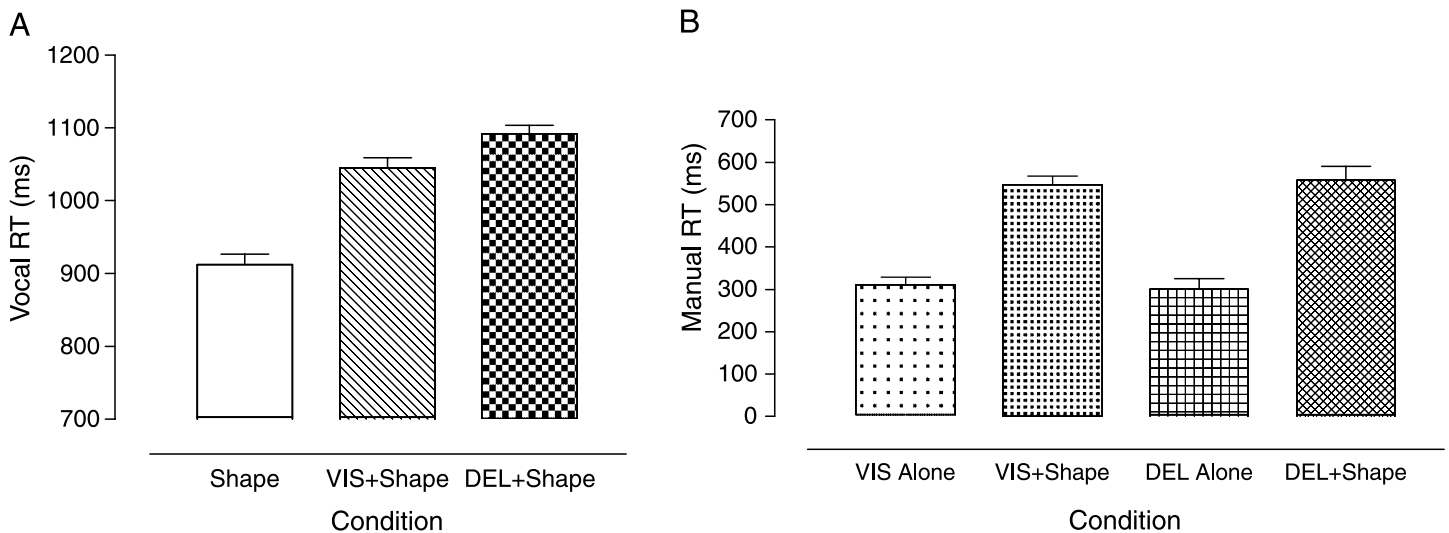 A
1200
1100
1000
900
800
700
Vocal RT (ms)
Shape VIS+Shape DEL+Shape
Condition
B
700
600
500
400
300
200
100
0
Manual RT (ms)
VIS Alone VIS+Shape DEL Alone DEL+Shape
Condition